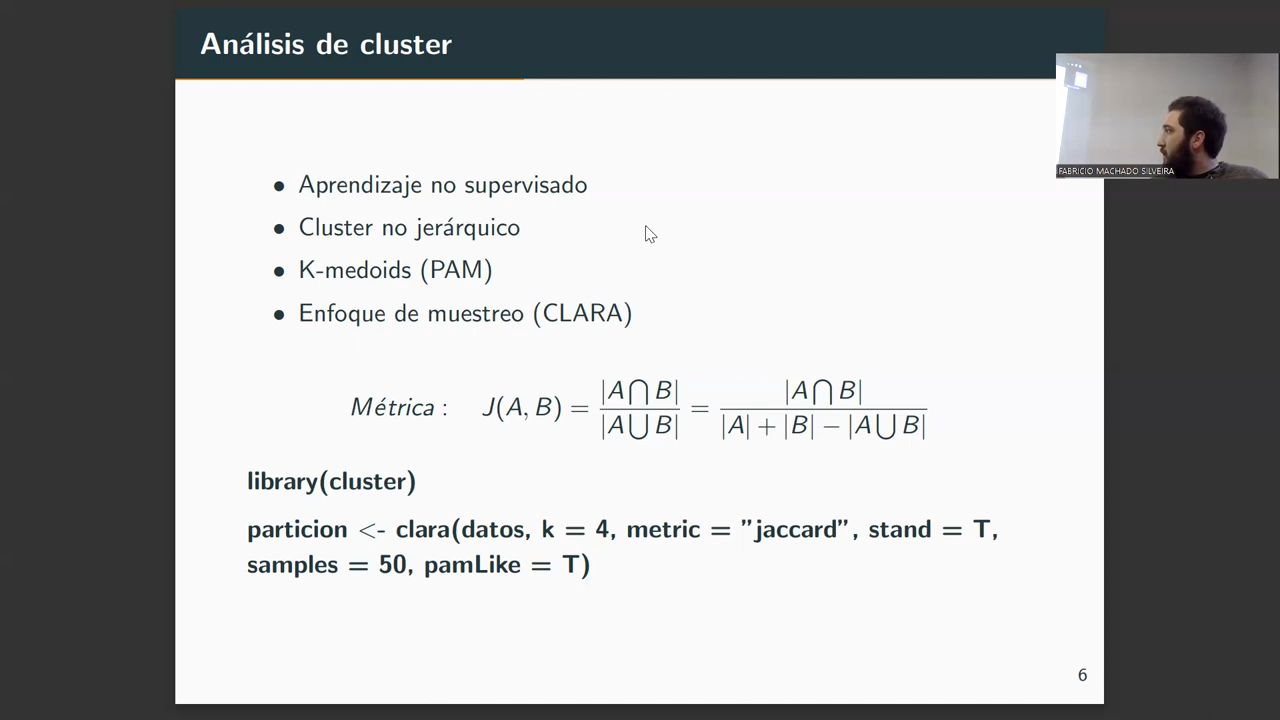 Análisis de cluster
FABRICIO MACHADO SILVEIRA
• Aprendizaje no supervisado
• Cluster no jerárquico
• K-medoids (PAM)
• Enfoque de muestreo (CLARA)
Métrica : J(A, B) = |A⋂B| / |A⋃B| = |A⋂B| / |A| + |B| − |A⋃B|
library(cluster)
particion <- clara(datos, k = 4, metric = ”jaccard”, stand = T,
samples = 50, pamLike = T)
6